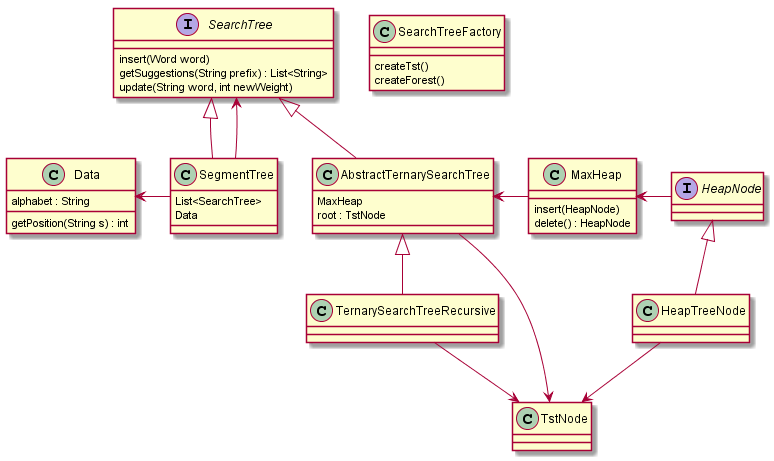 I SearchTree
insert(Word word)
getSuggestions(String prefix) : List<String>
update(String word, int newWeight)
C SearchTreeFactory
createTst()
createForest()
C Data
alphabet : String
getPosition(String s) : int
C SegmentTree
List<SearchTree>
Data
C AbstractTernarySearchTree
MaxHeap
root : TstNode
C MaxHeap
insert(HeapNode)
delete() : HeapNode
I HeapNode
C TernarySearchTreeRecursive
C HeapTreeNode
C TstNode